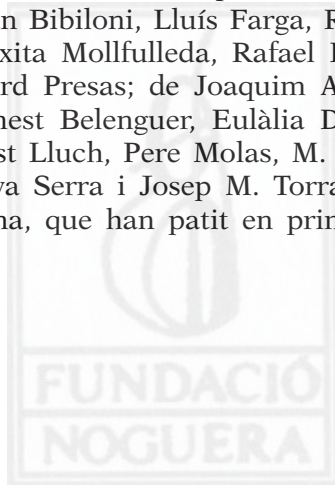 n Bibiloni, Lluís Farga, R
xita Mollfulleda, Rafael
rd Presas; de Joaquim A
nest Belenguer, Eulàlia D
st Lluch, Pere Molas, M.
va Serra i Josep M. Torra
na, que han patit en prin
FUNDACIÓ
NOGUERA